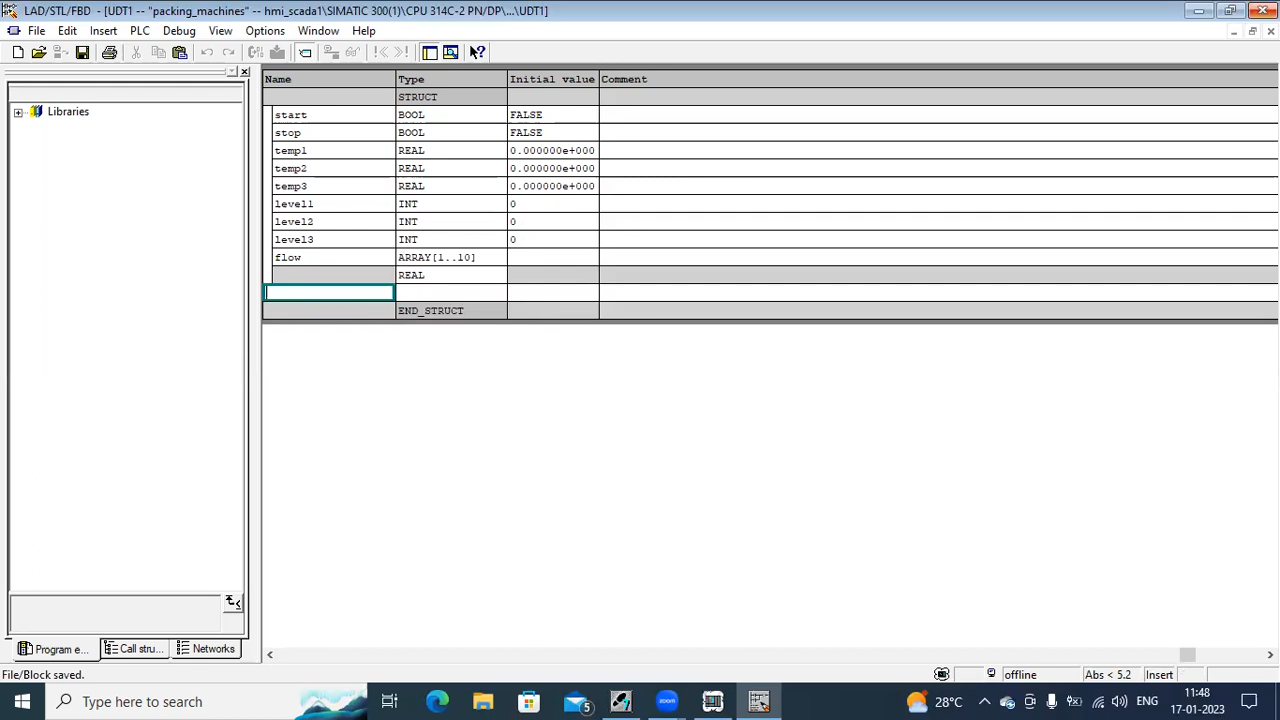 LAD/STL/FBD - [UDT1 -- "packing_machines" -- hmi_scada1\SIMATIC 300(1)\CPU 314C-2 PN/DP\...\UDT1]
File Edit Insert PLC Debug View Options Window Help
Libraries
Name Type Initial value Comment
STRUCT
start BOOL FALSE
stop BOOL FALSE
temp1 REAL 0.000000e+000
temp2 REAL 0.000000e+000
temp3 REAL 0.000000e+000
level1 INT 0
level2 INT 0
level3 INT 0
flow ARRAY[1..10]
REAL
END_STRUCT
Program e... Call stru... Networks
File/Block saved. offline Abs < 5.2 Insert
Type here to search 5 28°C ENG 11:48
17-01-2023